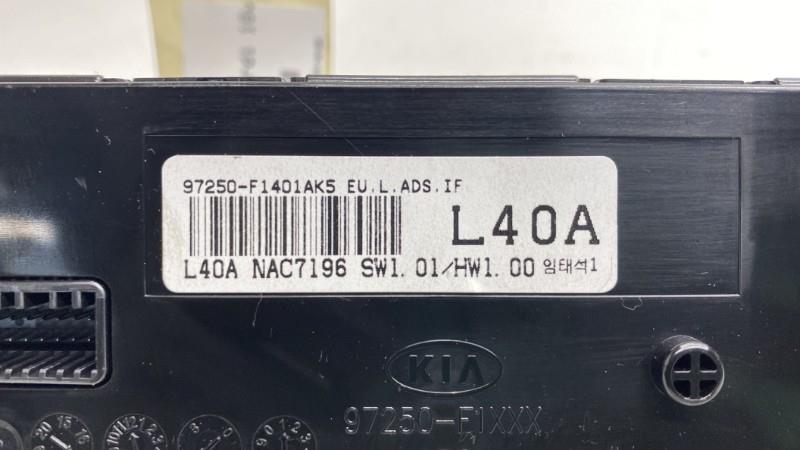 97250-F1401AK5 EU.L.ADS.IF
L40A
L40A NAC7196 SW1.01/HW1.00 임태석1
KIA
97250-F1XXX